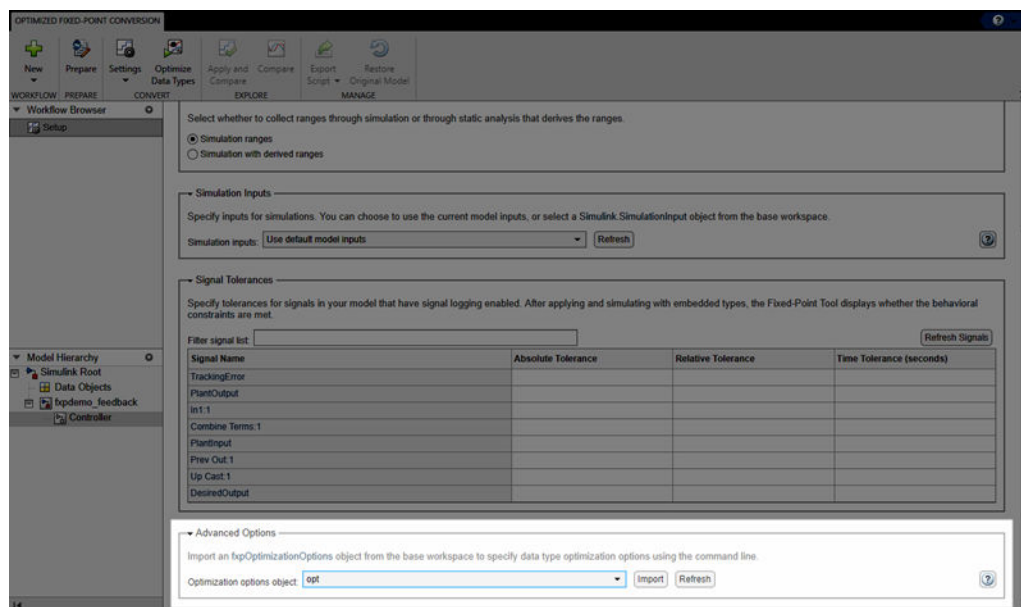 OPTIMIZED FIXED-POINT CONVERSION
New
Prepare
Settings
Optimize
Data Types
Apply and
Compare
Compare
Export
Script
Restore
Original Model
WORKFLOW PREPARE CONVERT EXPLORE MANAGE
Workflow Browser
Setup
Select whether to collect ranges through simulation or through static analysis that derives the ranges.
Simulation ranges
Simulation with derived ranges
Simulation Inputs
Specify inputs for simulations. You can choose to use the current model inputs, or select a Simulink.SimulationInput object from the base workspace.
Simulation inputs: Use default model inputs Refresh
Signal Tolerances
Specify tolerances for signals in your model that have signal logging enabled. After applying and simulating with embedded types, the Fixed-Point Tool displays whether the behavioral
constraints are met.
Filter signal list: Refresh Signals
Model Hierarchy
Simulink Root
Data Objects
fxpdemo_feedback
Controller
Signal Name Absolute Tolerance Relative Tolerance Time Tolerance (seconds)
TrackingError
PlantOutput
In1:1
Combine Terms:1
PlantInput
Prev Out:1
Up Cast:1
DesiredOutput
Advanced Options
Import an fxpOptimizationOptions object from the base workspace to specify data type optimization options using the command line.
Optimization options object: opt Import Refresh